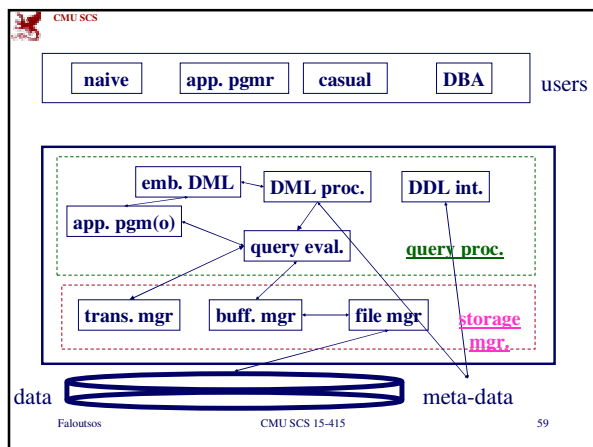 CMU SCS
naive
app. pgmr
casual
DBA
users
emb. DML
DML proc.
DDL int.
app. pgm(o)
query eval.
query proc.
trans. mgr
buff. mgr
file mgr
storage
mgr.
data
meta-data
Faloutsos
CMU SCS 15-415
59